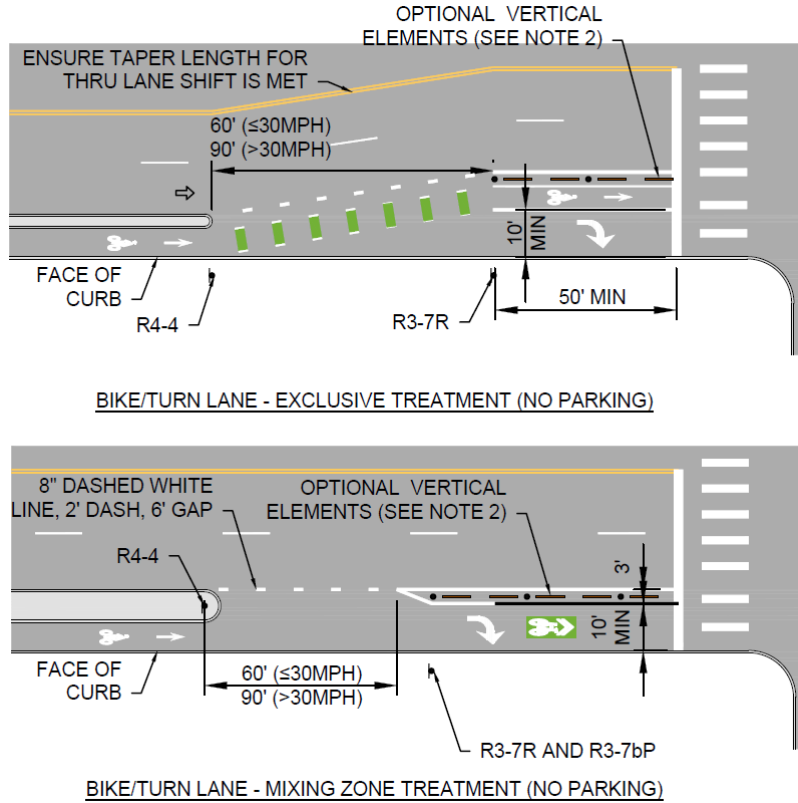 OPTIONAL VERTICAL
ELEMENTS (SEE NOTE 2)
ENSURE TAPER LENGTH FOR
THRU LANE SHIFT IS MET
60' (≤30MPH)
90' (>30MPH)
10'
MIN
FACE OF
CURB
R4-4
R3-7R
50' MIN
BIKE/TURN LANE - EXCLUSIVE TREATMENT (NO PARKING)
8" DASHED WHITE
LINE, 2' DASH, 6' GAP
OPTIONAL VERTICAL
ELEMENTS (SEE NOTE 2)
R4-4
3'
10'
MIN
FACE OF
CURB
60' (≤30MPH)
90' (>30MPH)
R3-7R AND R3-7bP
BIKE/TURN LANE - MIXING ZONE TREATMENT (NO PARKING)